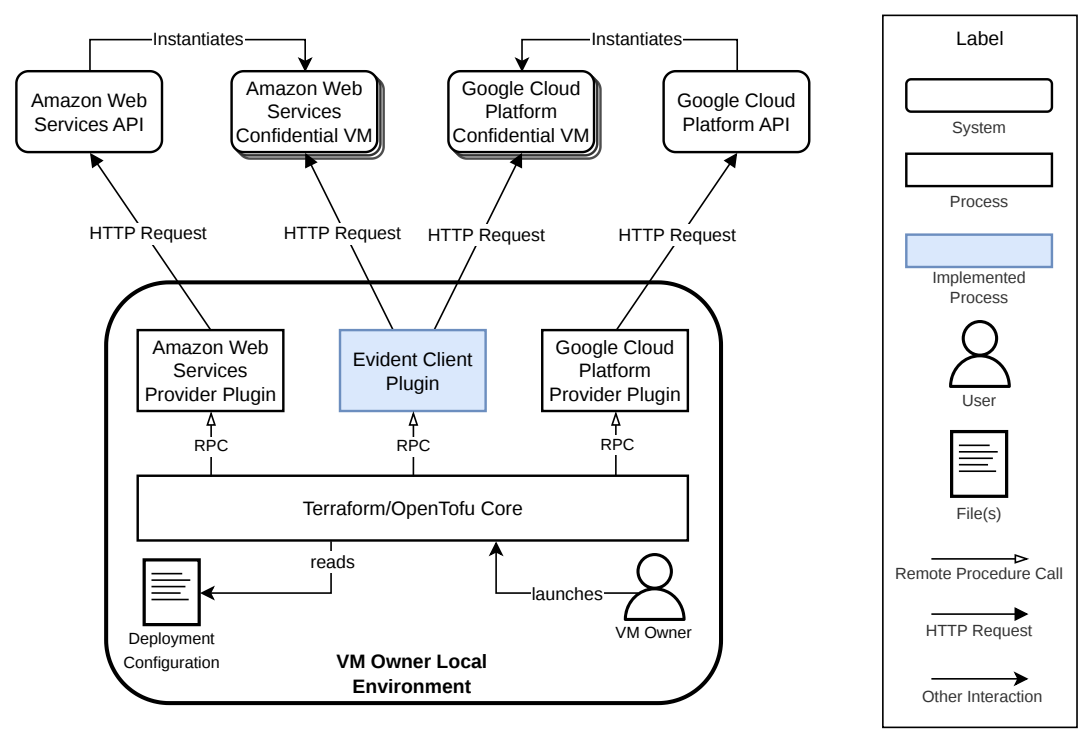 Instantiates
Instantiates
Amazon Web
Services API
Amazon Web
Services
Confidential VM
Google Cloud
Platform
Confidential VM
Google Cloud
Platform API
HTTP Request
HTTP Request
HTTP Request
HTTP Request
Amazon Web
Services
Provider Plugin
Evident Client
Plugin
Google Cloud
Platform
Provider Plugin
RPC
RPC
RPC
Terraform/OpenTofu Core
reads
launches
Deployment
Configuration
VM Owner
VM Owner Local
Environment
Label
System
Process
Implemented
Process
User
File(s)
Remote Procedure Call
HTTP Request
Other Interaction